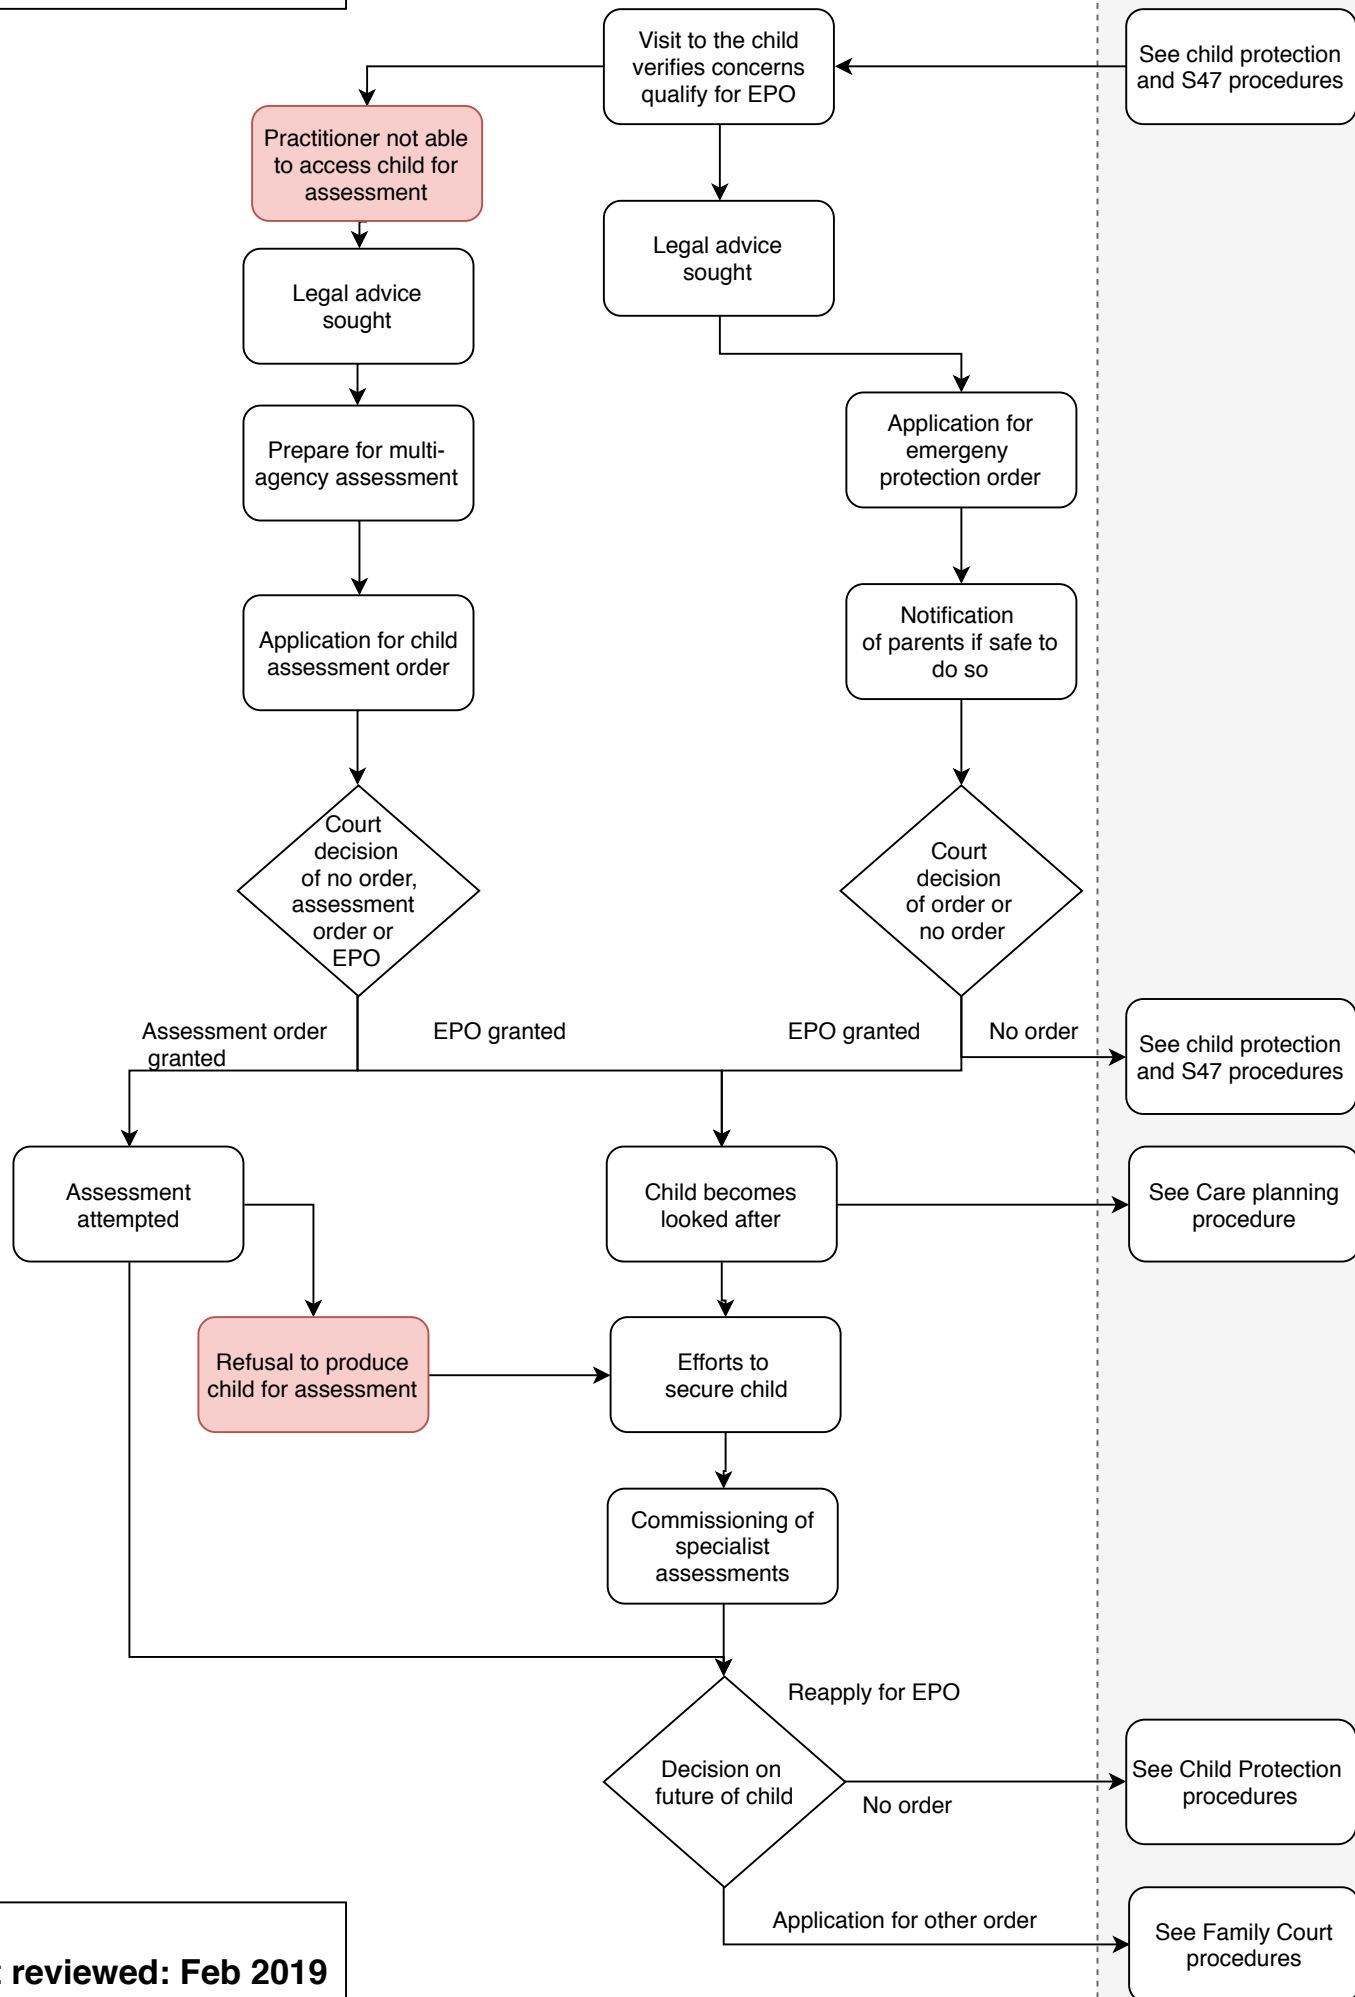 Visit to the child
verifies concerns
qualify for EPO
See child protection
and S47 procedures
Practitioner not able
to access child for
assessment
Legal advice
sought
Legal advice
sought
Prepare for multi-
agency assessment
Application for
emergeny
protection order
Application for child
assessment order
Notification
of parents if safe to
do so
Court
decision
of no order,
assessment
order or
EPO
Court
decision
of order or
no order
Assessment order
granted
EPO granted
EPO granted
No order
See child protection
and S47 procedures
Assessment
attempted
Child becomes
looked after
See Care planning
procedure
Refusal to produce
child for assessment
Efforts to
secure child
Commissioning of
specialist
assessments
Reapply for EPO
Decision on
future of child
No order
See Child Protection
procedures
Application for other order
See Family Court
procedures
reviewed: Feb 2019